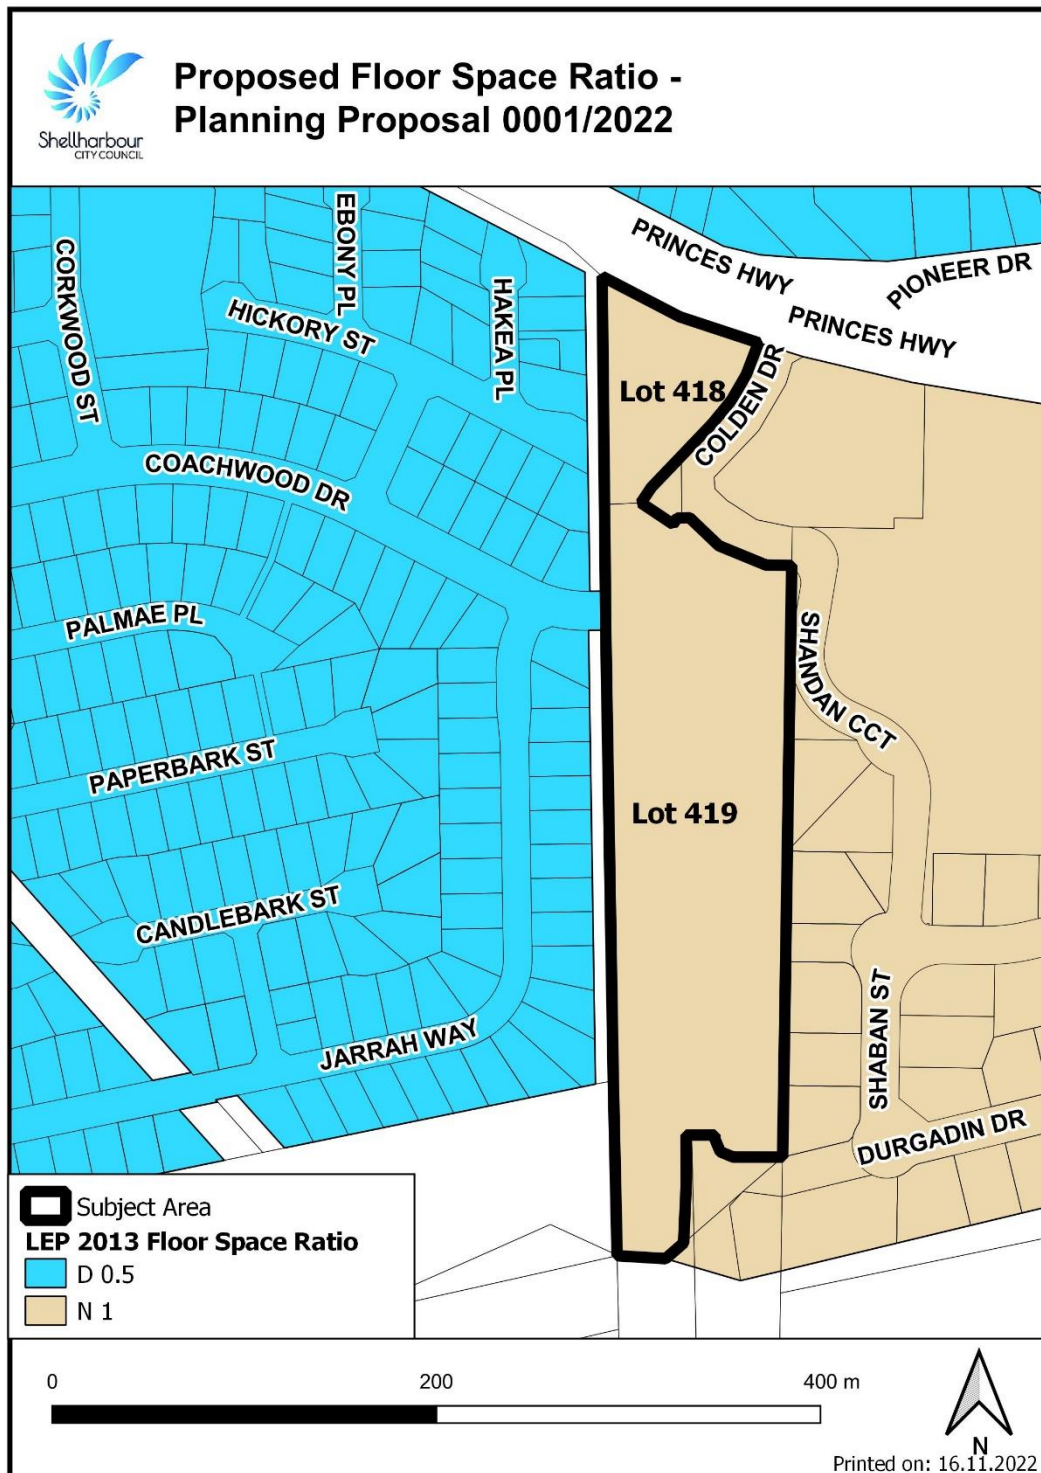 Shellharbour
CITY COUNCIL
Proposed Floor Space Ratio -
Planning Proposal 0001/2022
EBONY PL
CORKWOOD ST
HICKORY ST
HAKEA PL
PRINCES HWY
PIONEER DR
PRINCES HWY
Lot 418
COLDEN DR
COACHWOOD DR
PALMAE PL
SHANDAN CCT
PAPERBARK ST
Lot 419
CANDLEBARK ST
JARRAH WAY
SHABAN ST
DURGADIN DR
Subject Area
LEP 2013 Floor Space Ratio
D 0.5
N 1
0 200 400 m
N
Printed on: 16.11.2022